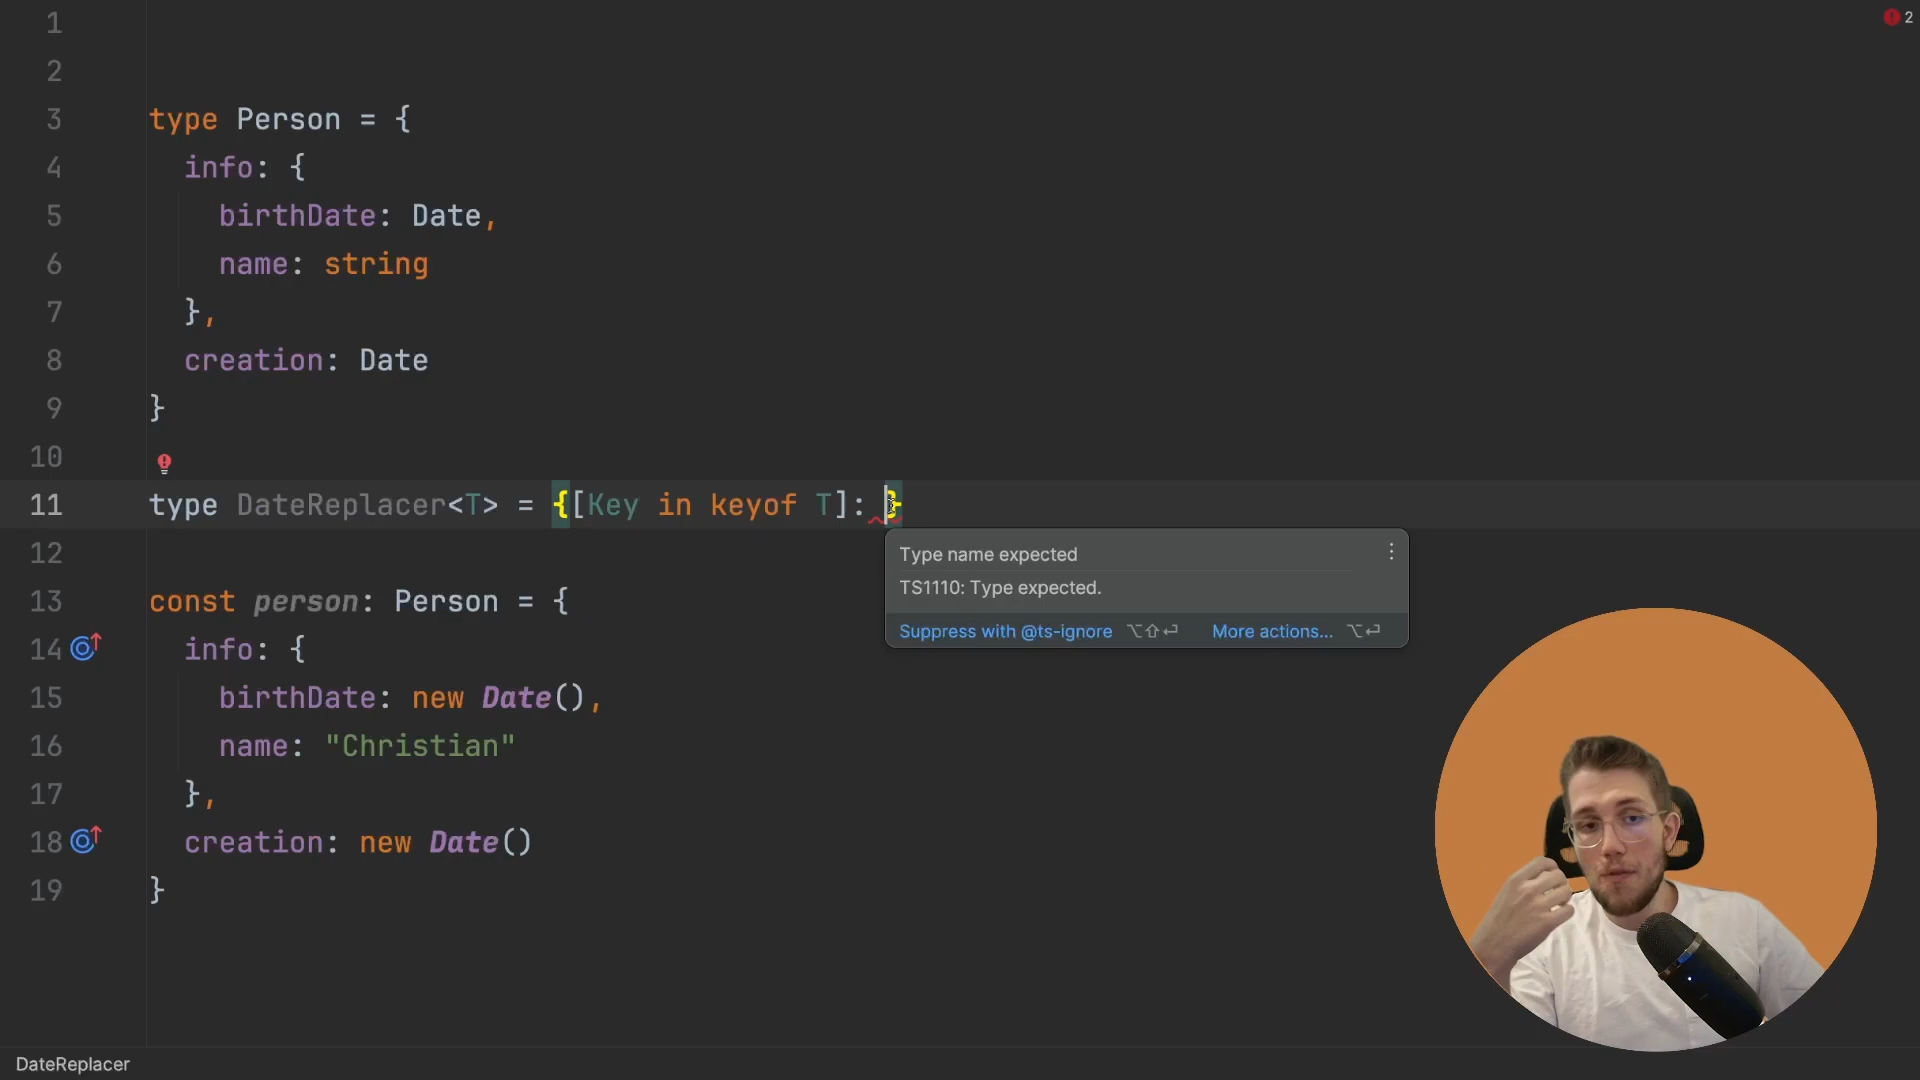 1
2
2
3 type Person = {
4 info: {
5 birthDate: Date,
6 name: string
7 },
8 creation: Date
9 }
10
11 type DateReplacer<T> = {[Key in keyof T]: }
12
Type name expected
TS1110: Type expected.
Suppress with @ts-ignore ⌥⇧⏎ More actions... ⌥⏎
13 const person: Person = {
14 info: {
15 birthDate: new Date(),
16 name: "Christian"
17 },
18 creation: new Date()
19 }
DateReplacer